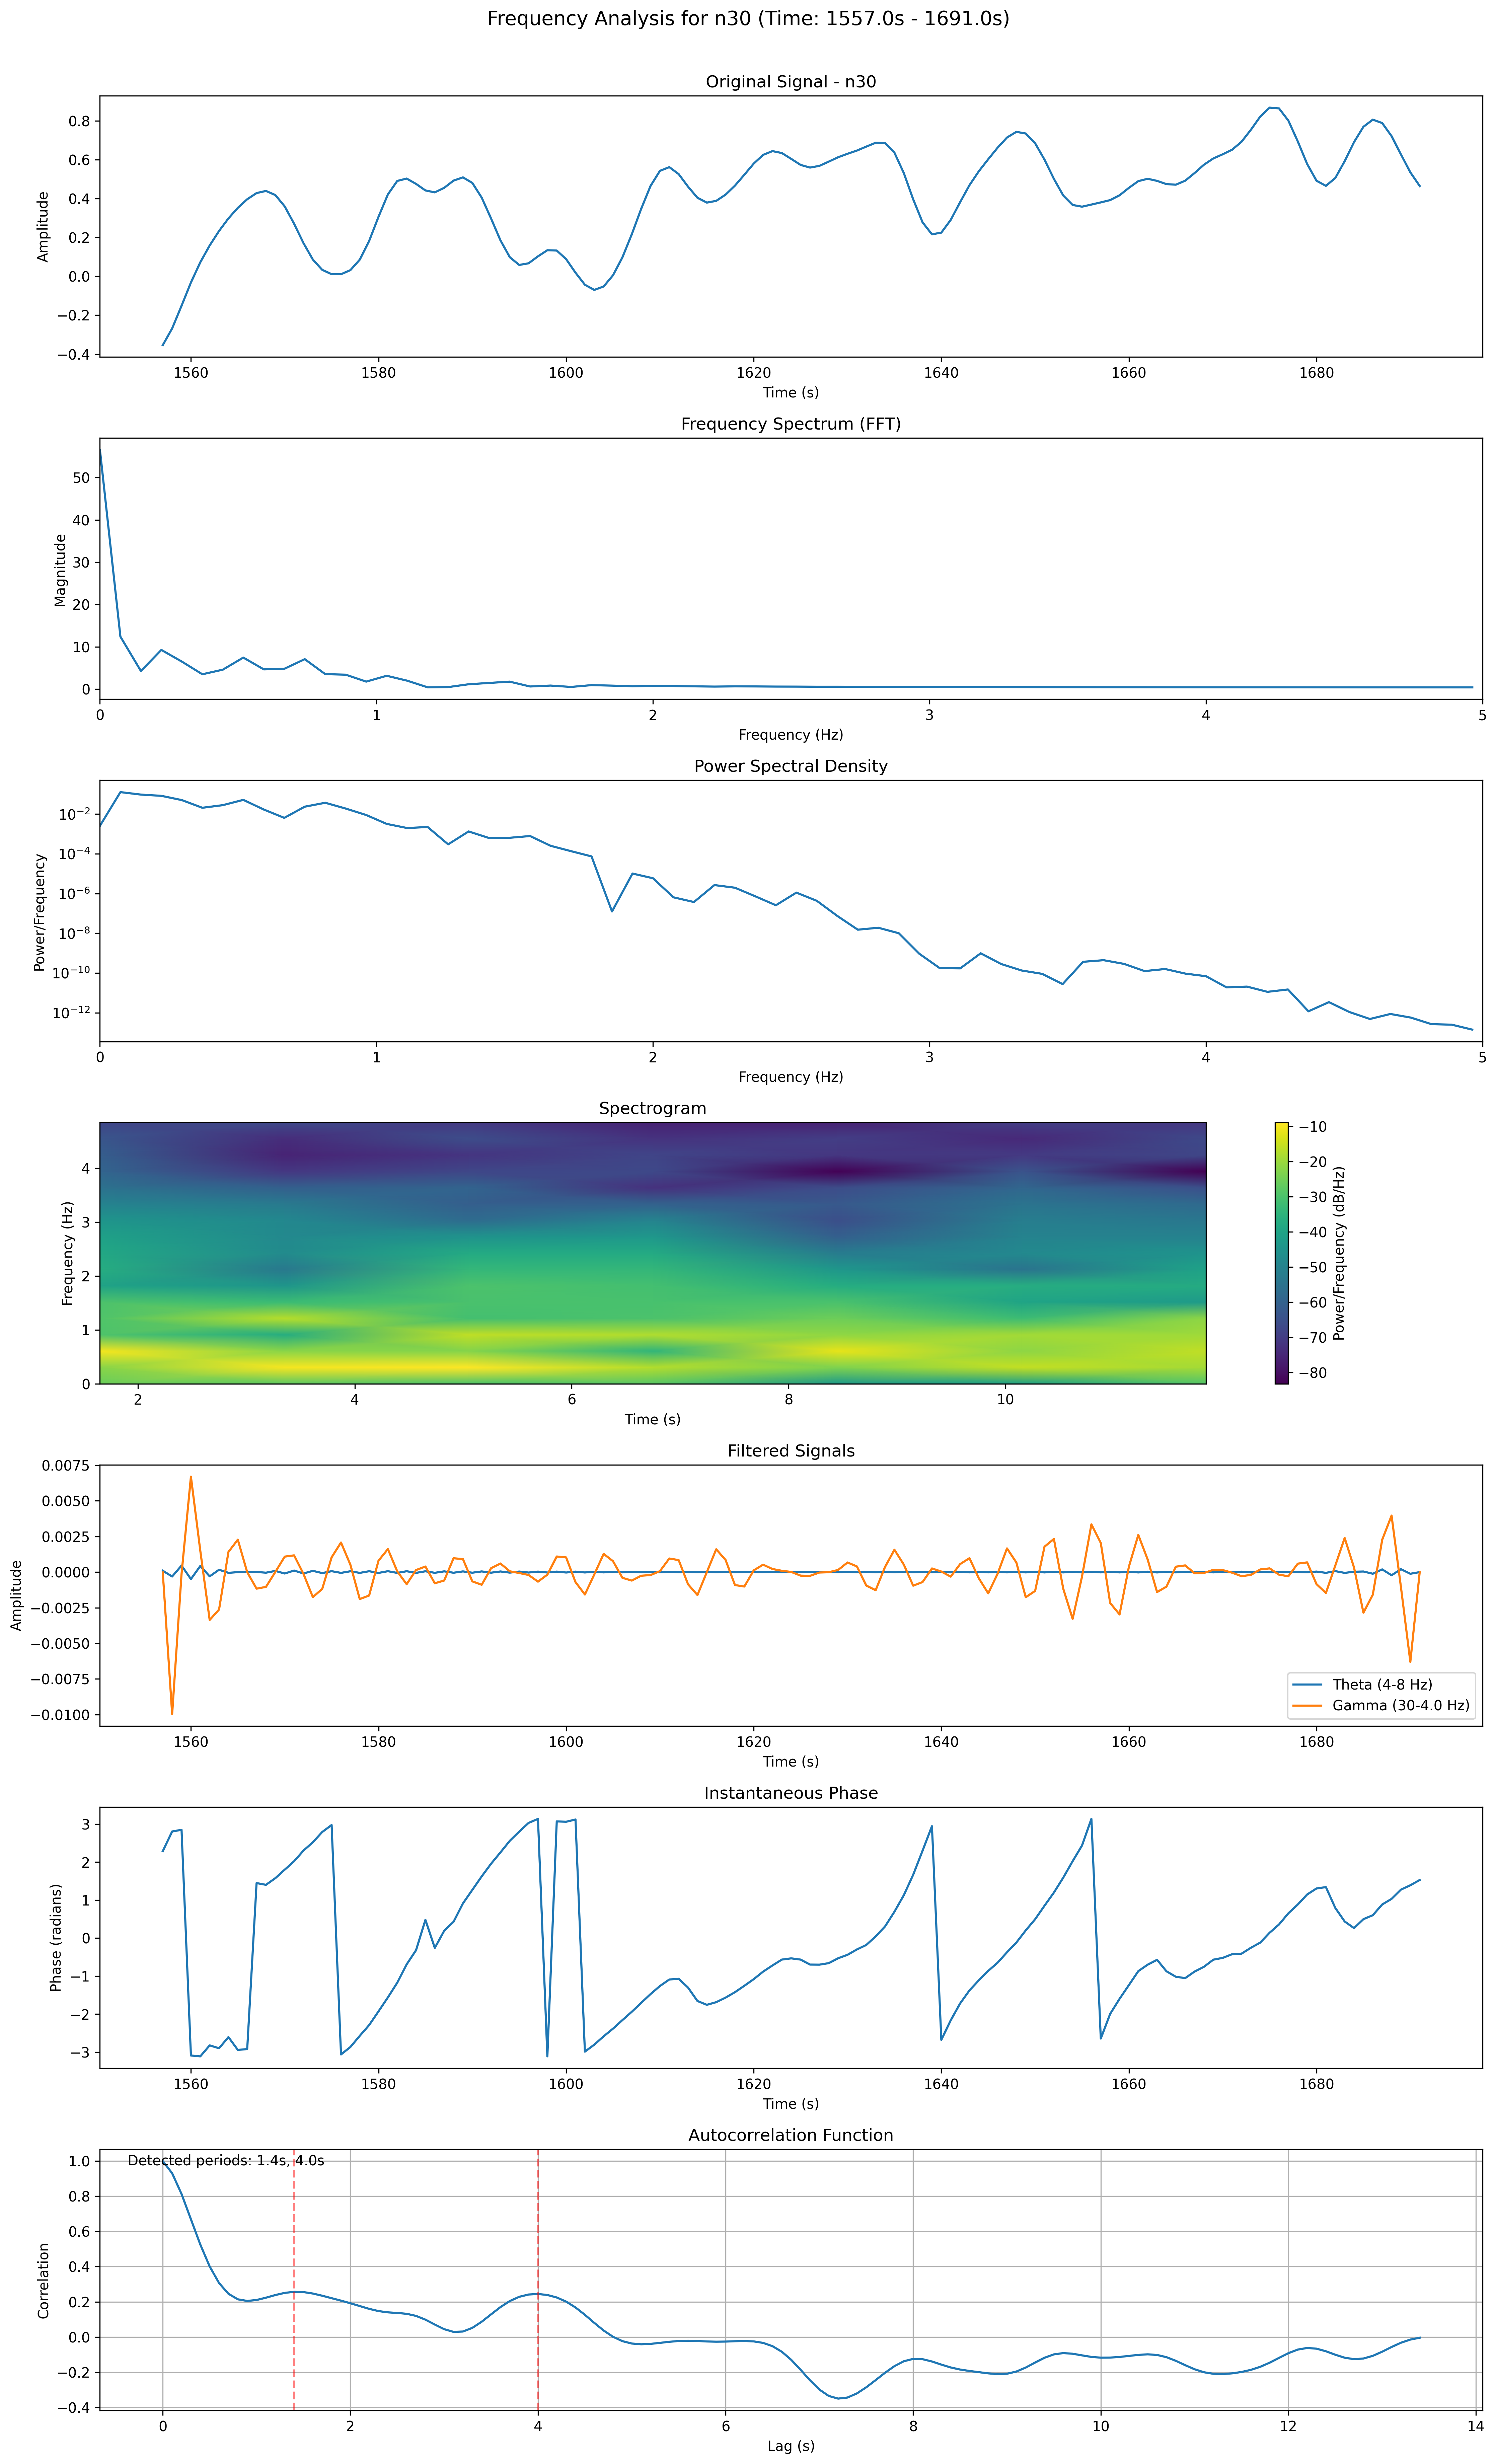 Frequency Analysis for n30 (Time: 1557.0s - 1691.0s)
Original Signal - n30
0.8
0.6
0.4
0.2
0.0
−0.2
−0.4
Amplitude
1560 1580 1600 1620 1640 1660 1680
Time (s)
Frequency Spectrum (FFT)
50
40
30
20
10
0
Magnitude
0 1 2 3 4 5
Frequency (Hz)
Power Spectral Density
10⁻²
10⁻⁴
10⁻⁶
10⁻⁸
10⁻¹⁰
10⁻¹²
Power/Frequency
0 1 2 3 4 5
Frequency (Hz)
Spectrogram
4
3
2
1
0
Frequency (Hz)
2 4 6 8 10
Time (s)
−10
−20
−30
−40
−50
−60
−70
−80
Power/Frequency (dB/Hz)
Filtered Signals
0.0075
0.0050
0.0025
0.0000
−0.0025
−0.0050
−0.0075
−0.0100
Amplitude
Theta (4-8 Hz)
Gamma (30-4.0 Hz)
1560 1580 1600 1620 1640 1660 1680
Time (s)
Instantaneous Phase
3
2
1
0
−1
−2
−3
Phase (radians)
1560 1580 1600 1620 1640 1660 1680
Time (s)
Autocorrelation Function
Detected periods: 1.4s, 4.0s
1.0
0.8
0.6
0.4
0.2
0.0
−0.2
−0.4
Correlation
0 2 4 6 8 10 12 14
Lag (s)